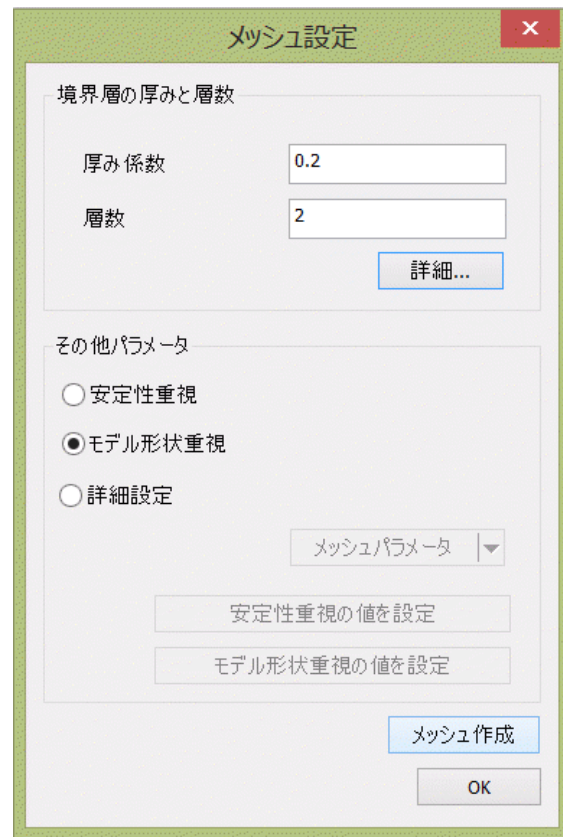 メッシュ設定
境界層の厚みと層数
厚み係数 0.2
層数 2
詳細...
その他パラメータ
安定性重視
モデル形状重視
詳細設定
メッシュパラメータ
安定性重視の値を設定
モデル形状重視の値を設定
メッシュ作成
OK